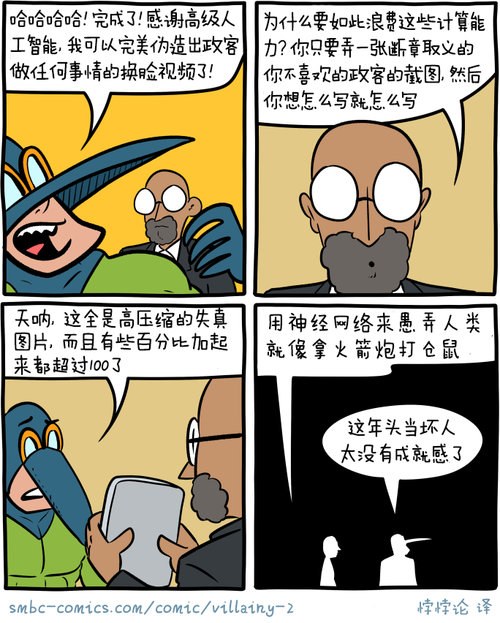 哈哈哈哈!完成了!感谢高级人
工智能,我可以完美伪造出政客
做任何事情的换脸视频了!
为什么要如此浪费这些计算能
力?你只要弄一张断章取义的
你不喜欢的政客的截图,然后
你想怎么写就怎么写
天呐,这全是高压缩的失真
图片,而且有些百分比加起
来都超过100了
用神经网络来愚弄人类
就像拿火箭炮打仓鼠
这年头当坏人
太没有成就感了
smbc-comics.com/comic/villainy-2
悖悖论 译